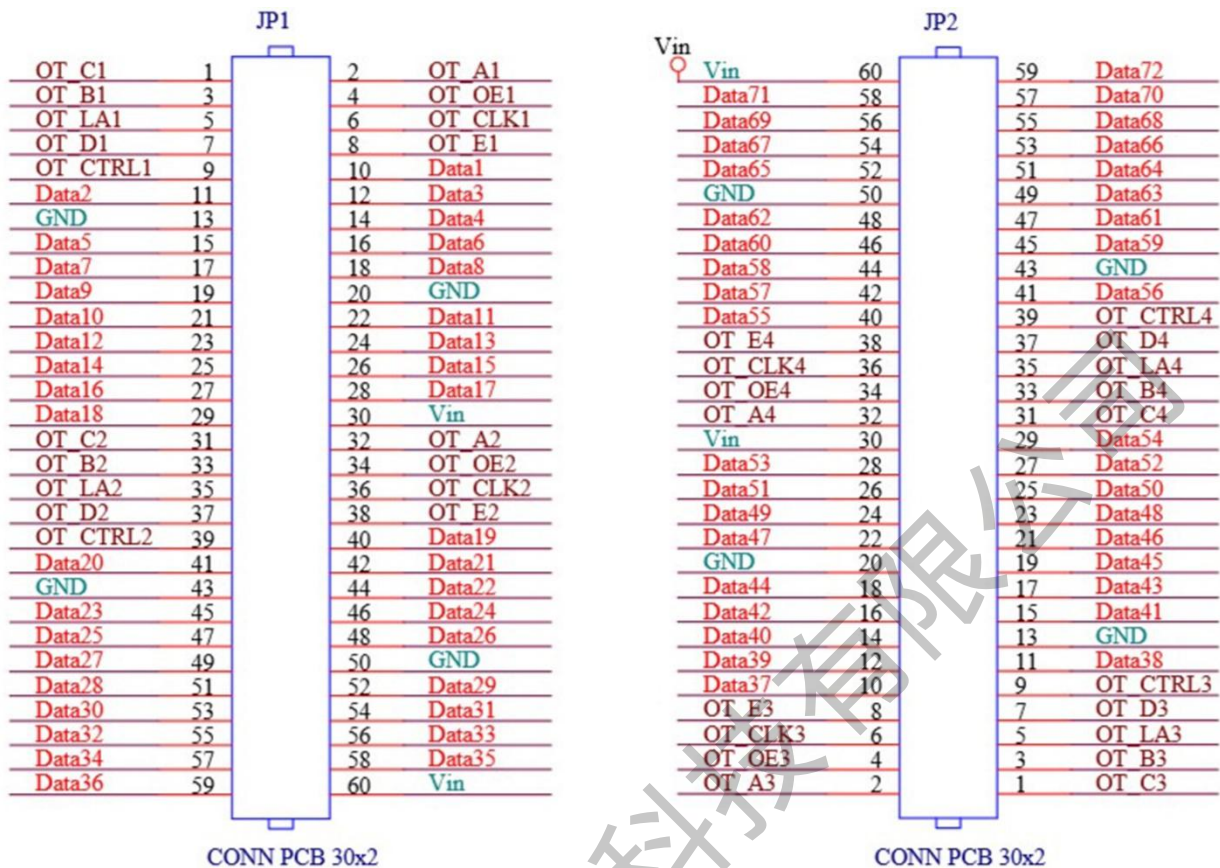 JP1
OT_C1 1 2 OT_A1
OT_B1 3 4 OT_OE1
OT_LA1 5 6 OT_CLK1
OT_D1 7 8 OT_E1
OT_CTRL1 9 10 Data1
Data2 11 12 Data3
GND 13 14 Data4
Data5 15 16 Data6
Data7 17 18 Data8
Data9 19 20 GND
Data10 21 22 Data11
Data12 23 24 Data13
Data14 25 26 Data15
Data16 27 28 Data17
Data18 29 30 Vin
OT_C2 31 32 OT_A2
OT_B2 33 34 OT_OE2
OT_LA2 35 36 OT_CLK2
OT_D2 37 38 OT_E2
OT_CTRL2 39 40 Data19
Data20 41 42 Data21
GND 43 44 Data22
Data23 45 46 Data24
Data25 47 48 Data26
Data27 49 50 GND
Data28 51 52 Data29
Data30 53 54 Data31
Data32 55 56 Data33
Data34 57 58 Data35
Data36 59 60 Vin
CONN PCB 30x2
JP2
Vin
Vin 60 59 Data72
Data71 58 57 Data70
Data69 56 55 Data68
Data67 54 53 Data66
Data65 52 51 Data64
GND 50 49 Data63
Data62 48 47 Data61
Data60 46 45 Data59
Data58 44 43 GND
Data57 42 41 Data56
Data55 40 39 OT_CTRL4
OT_E4 38 37 OT_D4
OT_CLK4 36 35 OT_LA4
OT_OE4 34 33 OT_B4
OT_A4 32 31 OT_C4
Vin 30 29 Data54
Data53 28 27 Data52
Data51 26 25 Data50
Data49 24 23 Data48
Data47 22 21 Data46
GND 20 19 Data45
Data44 18 17 Data43
Data42 16 15 Data41
Data40 14 13 GND
Data39 12 11 Data38
Data37 10 9 OT_CTRL3
OT_E3 8 7 OT_D3
OT_CLK3 6 5 OT_LA3
OT_OE3 4 3 OT_B3
OT_A3 2 1 OT_C3
CONN PCB 30x2
科技有限公司